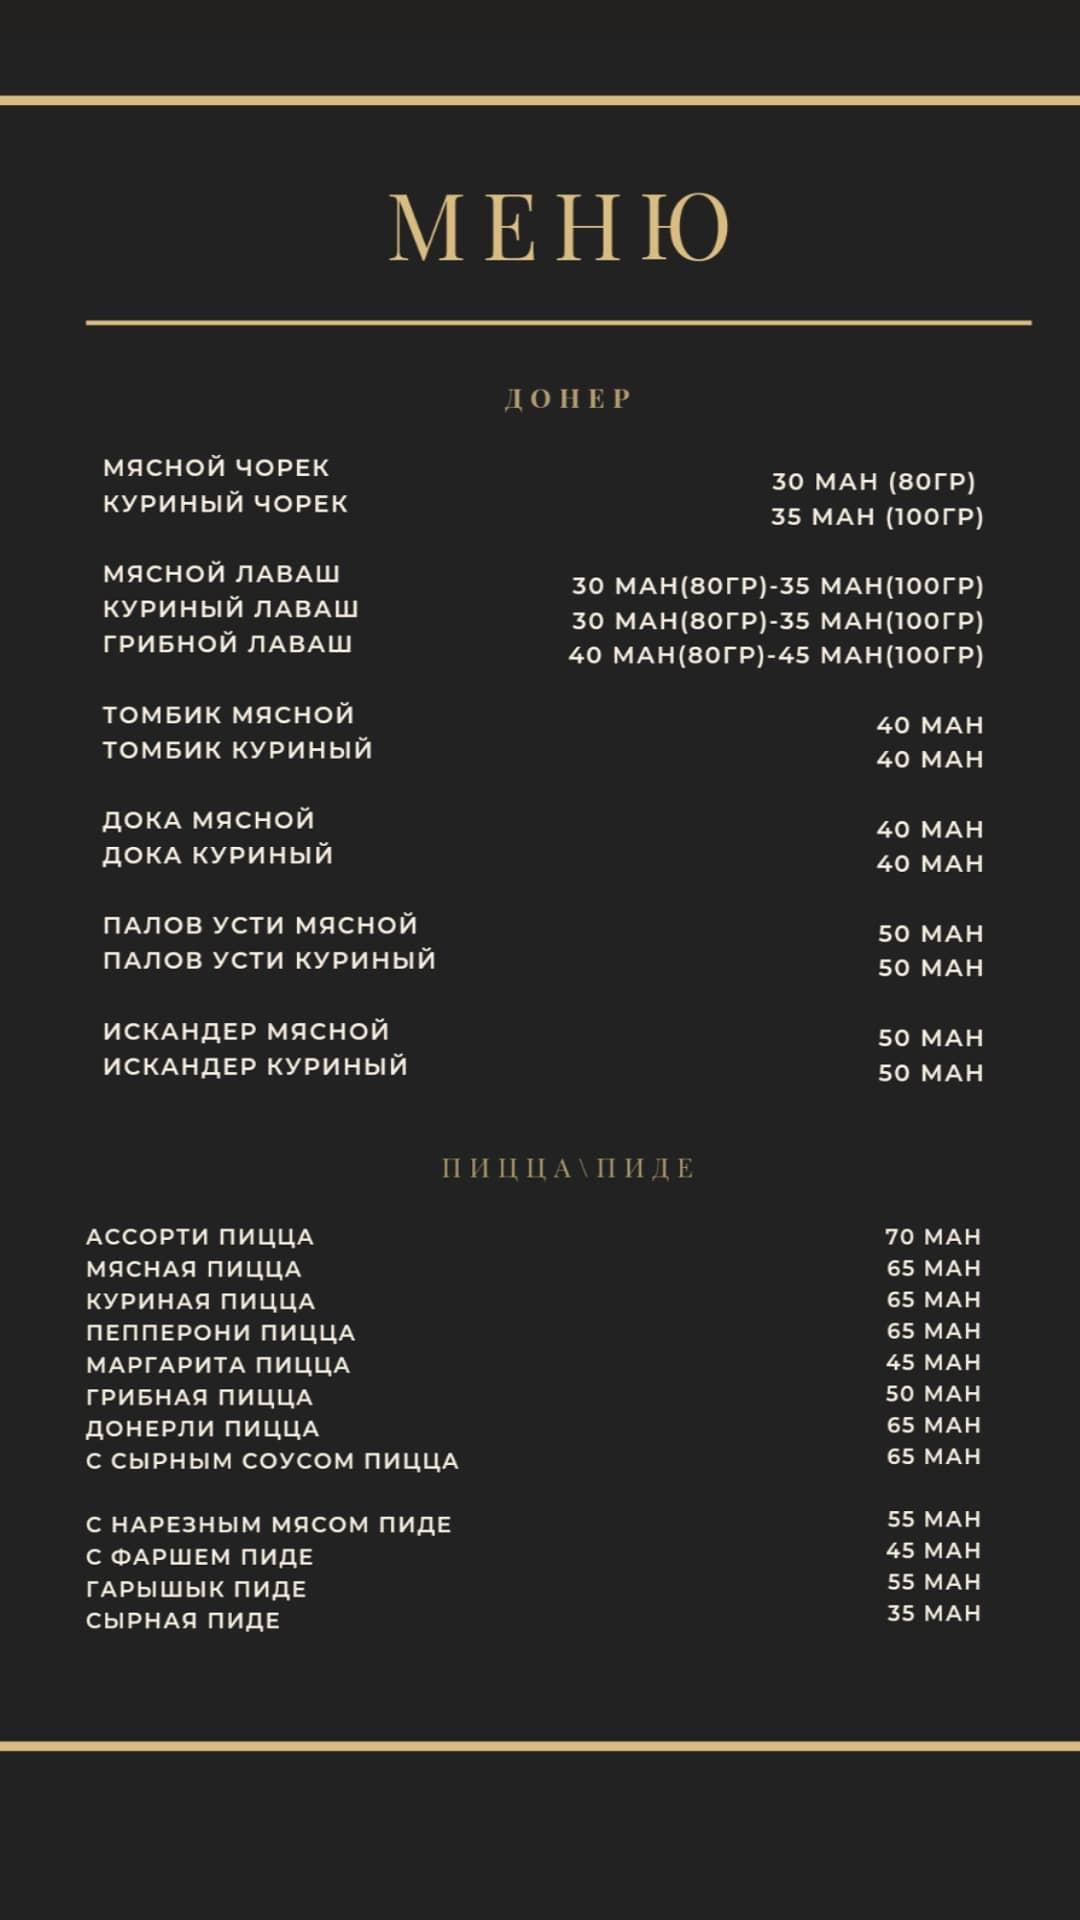 МЕНЮ
ДОНЕР
МЯСНОЙ ЧОРЕК 30 МАН (80ГР)
КУРИНЫЙ ЧОРЕК 35 МАН (100ГР)
МЯСНОЙ ЛАВАШ 30 МАН(80ГР)-35 МАН(100ГР)
КУРИНЫЙ ЛАВАШ 30 МАН(80ГР)-35 МАН(100ГР)
ГРИБНОЙ ЛАВАШ 40 МАН(80ГР)-45 МАН(100ГР)
ТОМБИК МЯСНОЙ 40 МАН
ТОМБИК КУРИНЫЙ 40 МАН
ДОКА МЯСНОЙ 40 МАН
ДОКА КУРИНЫЙ 40 МАН
ПАЛОВ УСТИ МЯСНОЙ 50 МАН
ПАЛОВ УСТИ КУРИНЫЙ 50 МАН
ИСКАНДЕР МЯСНОЙ 50 МАН
ИСКАНДЕР КУРИНЫЙ 50 МАН
ПИЦЦА\ПИДЕ
АССОРТИ ПИЦЦА 70 МАН
МЯСНАЯ ПИЦЦА 65 МАН
КУРИНАЯ ПИЦЦА 65 МАН
ПЕППЕРОНИ ПИЦЦА 65 МАН
МАРГАРИТА ПИЦЦА 45 МАН
ГРИБНАЯ ПИЦЦА 50 МАН
ДОНЕРЛИ ПИЦЦА 65 МАН
С СЫРНЫМ СОУСОМ ПИЦЦА 65 МАН
С НАРЕЗНЫМ МЯСОМ ПИДЕ 55 МАН
С ФАРШЕМ ПИДЕ 45 МАН
ГАРЫШЫК ПИДЕ 55 МАН
СЫРНАЯ ПИДЕ 35 МАН